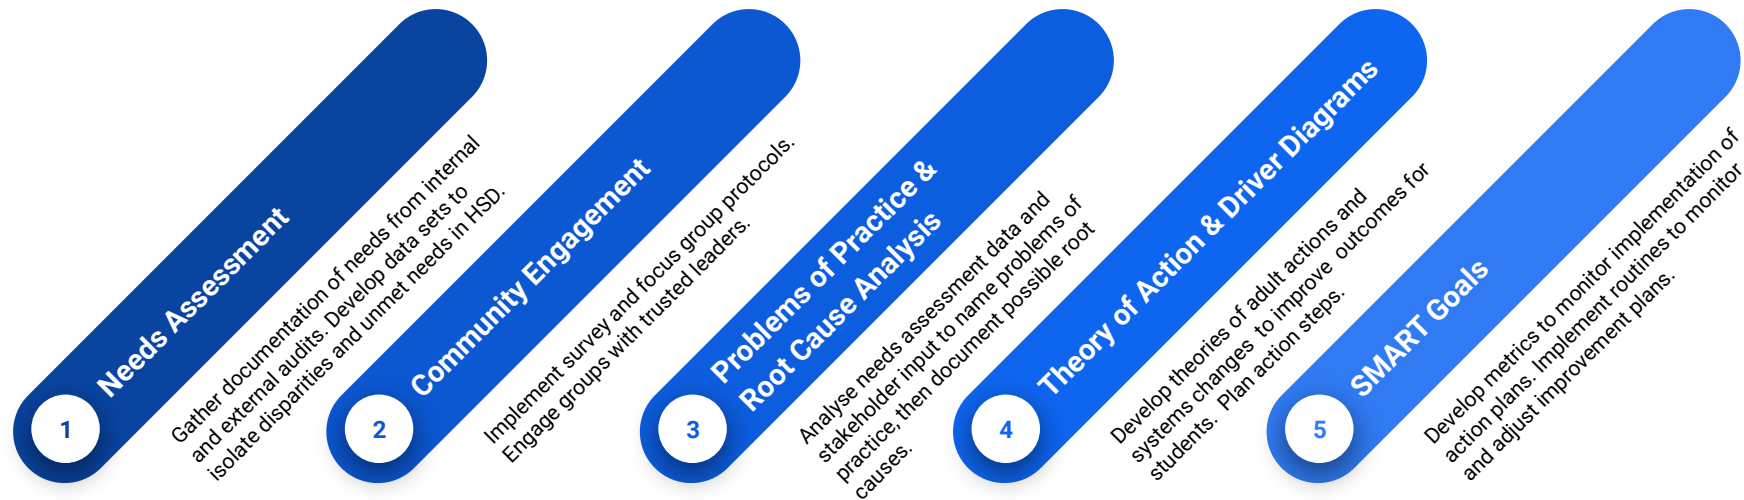 1
Needs Assessment
Gather documentation of needs from internal
and external audits. Develop data sets to
isolate disparities and unmet needs in HSD.
2
Community Engagement
Implement survey and focus group protocols.
Engage groups with trusted leaders.
3
Problems of Practice &
Root Cause Analysis
Analyse needs assessment data and
stakeholder input to name problems of
practice, then document possible root
causes.
4
Theory of Action & Driver Diagrams
Develop theories of adult actions and
systems changes to improve outcomes for
students. Plan action steps.
5
SMART Goals
Develop metrics to monitor implementation of
action plans. Implement routines to monitor
and adjust improvement plans.